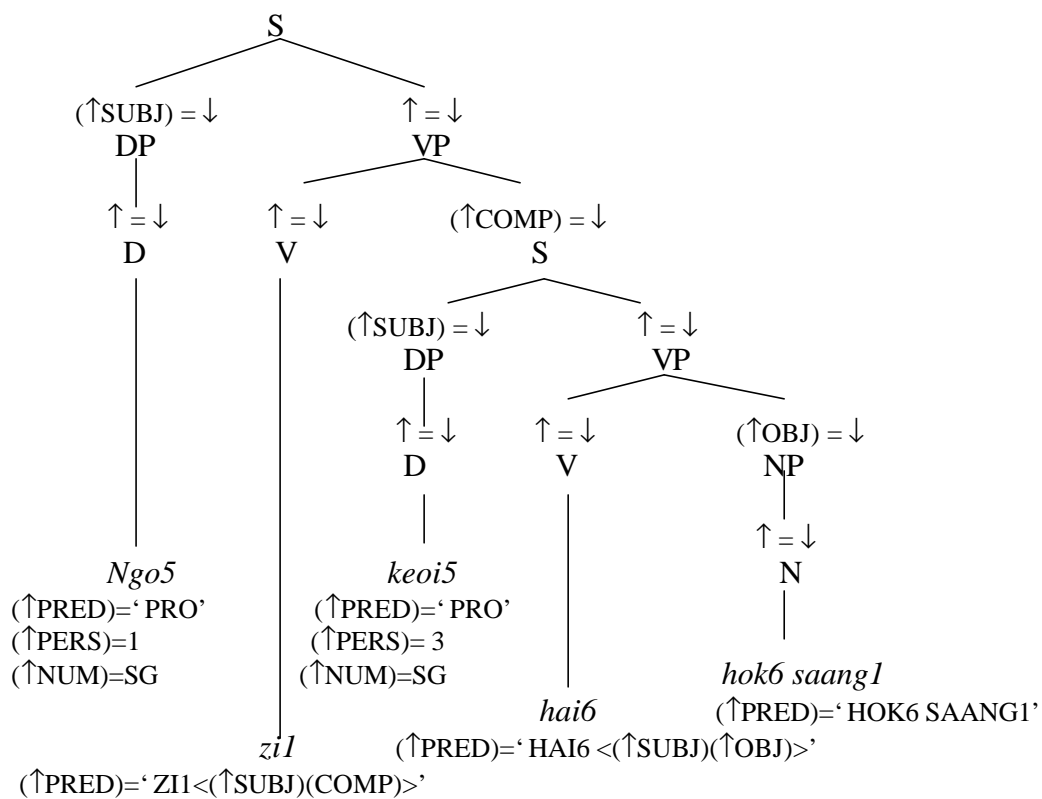 S
(↑SUBJ) = ↓ ↑ = ↓
DP VP
↑ = ↓ ↑ = ↓ (↑COMP) = ↓
D V S
(↑SUBJ) = ↓ ↑ = ↓
DP VP
↑ = ↓ ↑ = ↓ (↑OBJ) = ↓
D V NP
↑ = ↓
N
Ngo5 keoi5
(↑PRED)=‘ PRO’ (↑PRED)=‘ PRO’
(↑PERS)=1 (↑PERS)= 3
(↑NUM)=SG (↑NUM)=SG
hok6 saang1
(↑PRED)=‘ HOK6 SAANG1’
hai6
zi1 (↑PRED)=‘ HAI6 <(↑SUBJ)(↑OBJ)>’
(↑PRED)=‘ ZI1<(↑SUBJ)(COMP)>’